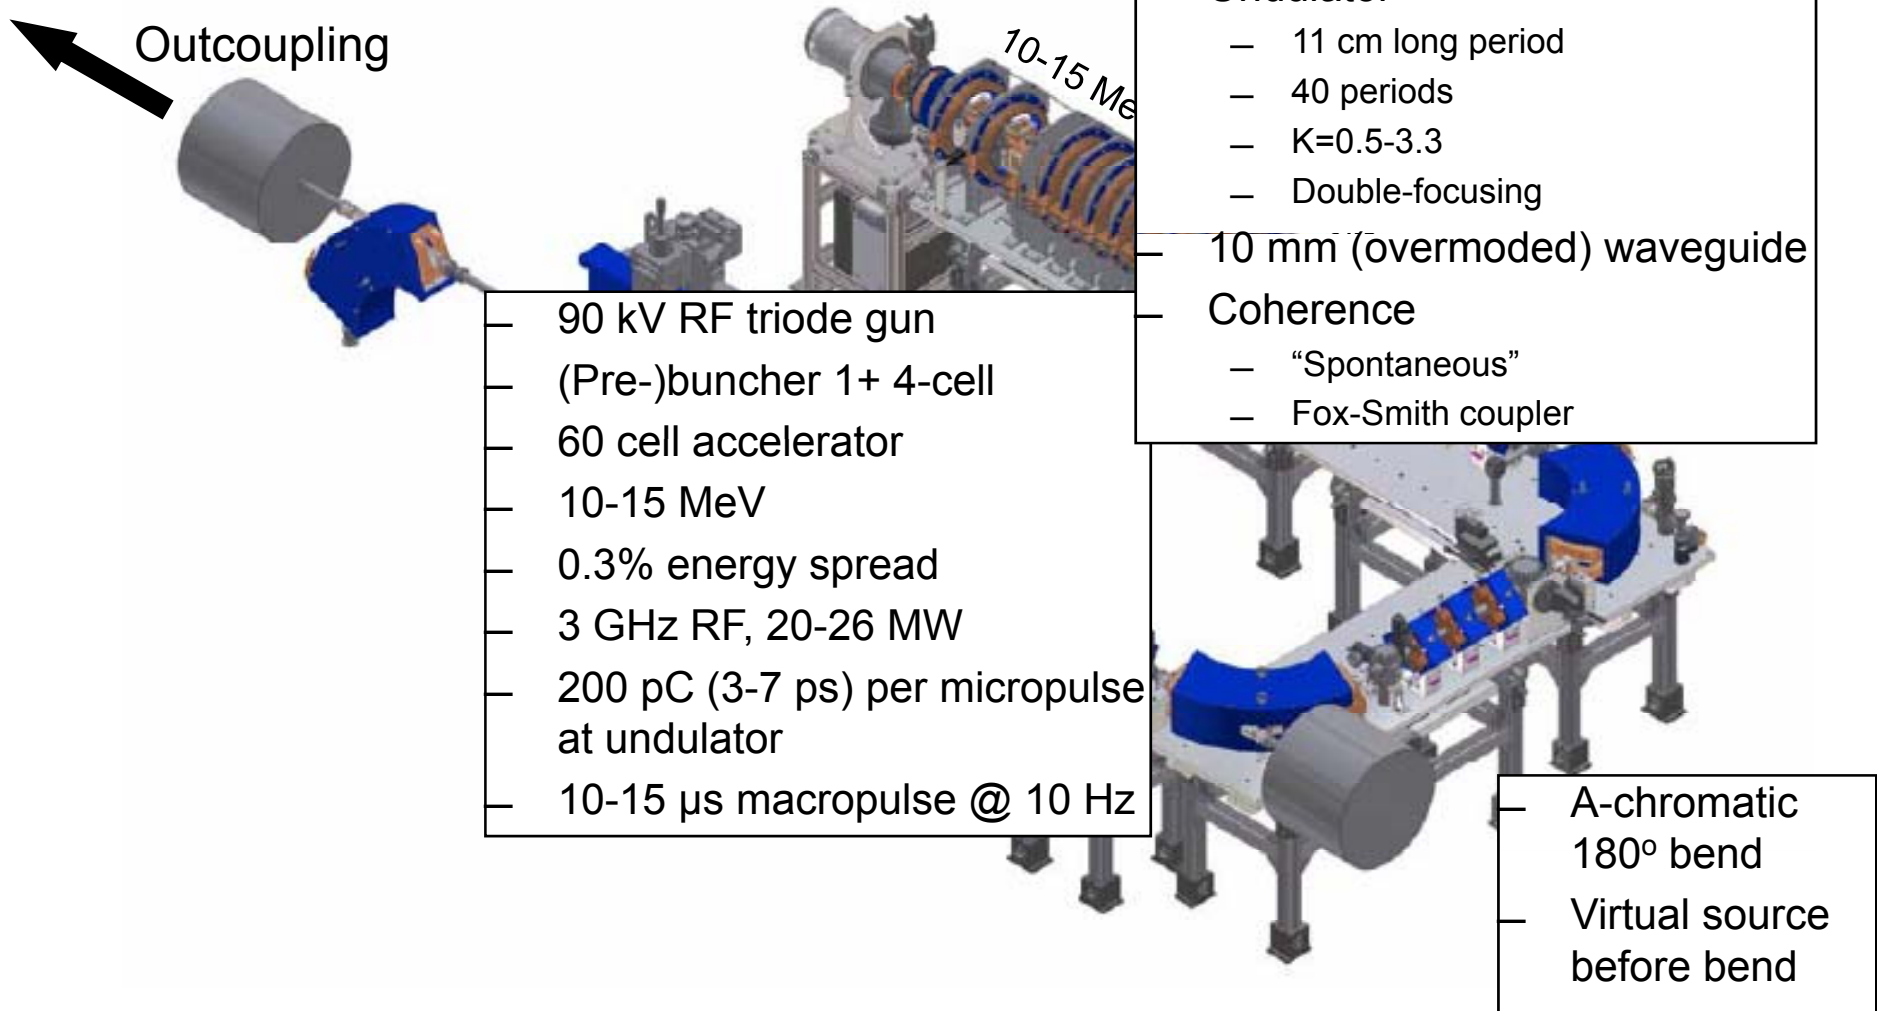 Outcoupling
10-15 Me
— 11 cm long period
— 40 periods
— K=0.5-3.3
— Double-focusing
— 10 mm (overmoded) waveguide
— Coherence
— “Spontaneous”
— Fox-Smith coupler
— 90 kV RF triode gun
— (Pre-)buncher 1+ 4-cell
— 60 cell accelerator
— 10-15 MeV
— 0.3% energy spread
— 3 GHz RF, 20-26 MW
— 200 pC (3-7 ps) per micropulse
at undulator
— 10-15 µs macropulse @ 10 Hz
— A-chromatic
180º bend
— Virtual source
before bend